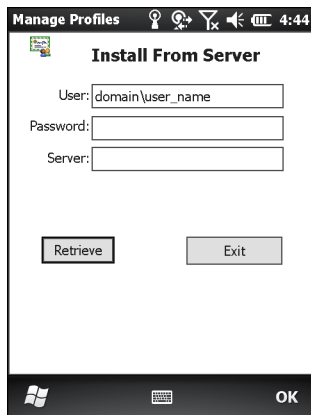 Manage Profiles 4:44
Install From Server
User: domain\user_name
Password:
Server:
Retrieve Exit
OK